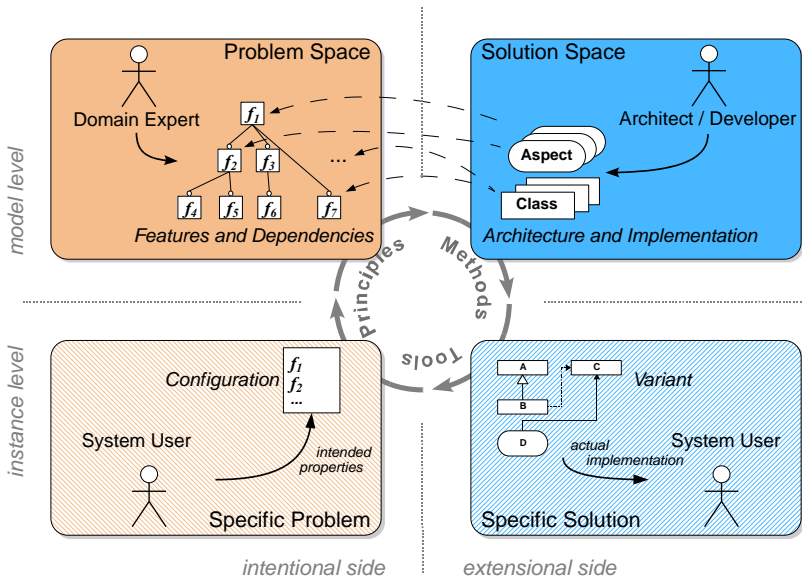 Problem Space
Domain Expert
f1
f2
f3
...
f4
f5
f6
f7
Features and Dependencies
Solution Space
Architect / Developer
Aspect
Class
Architecture and Implementation
model level
Principles
Methods
Tools
instance level
Configuration
f1
f2
...
System User
intended
properties
Specific Problem
A
C
B
D
Variant
actual
implementation
System User
Specific Solution
intentional side
extensional side